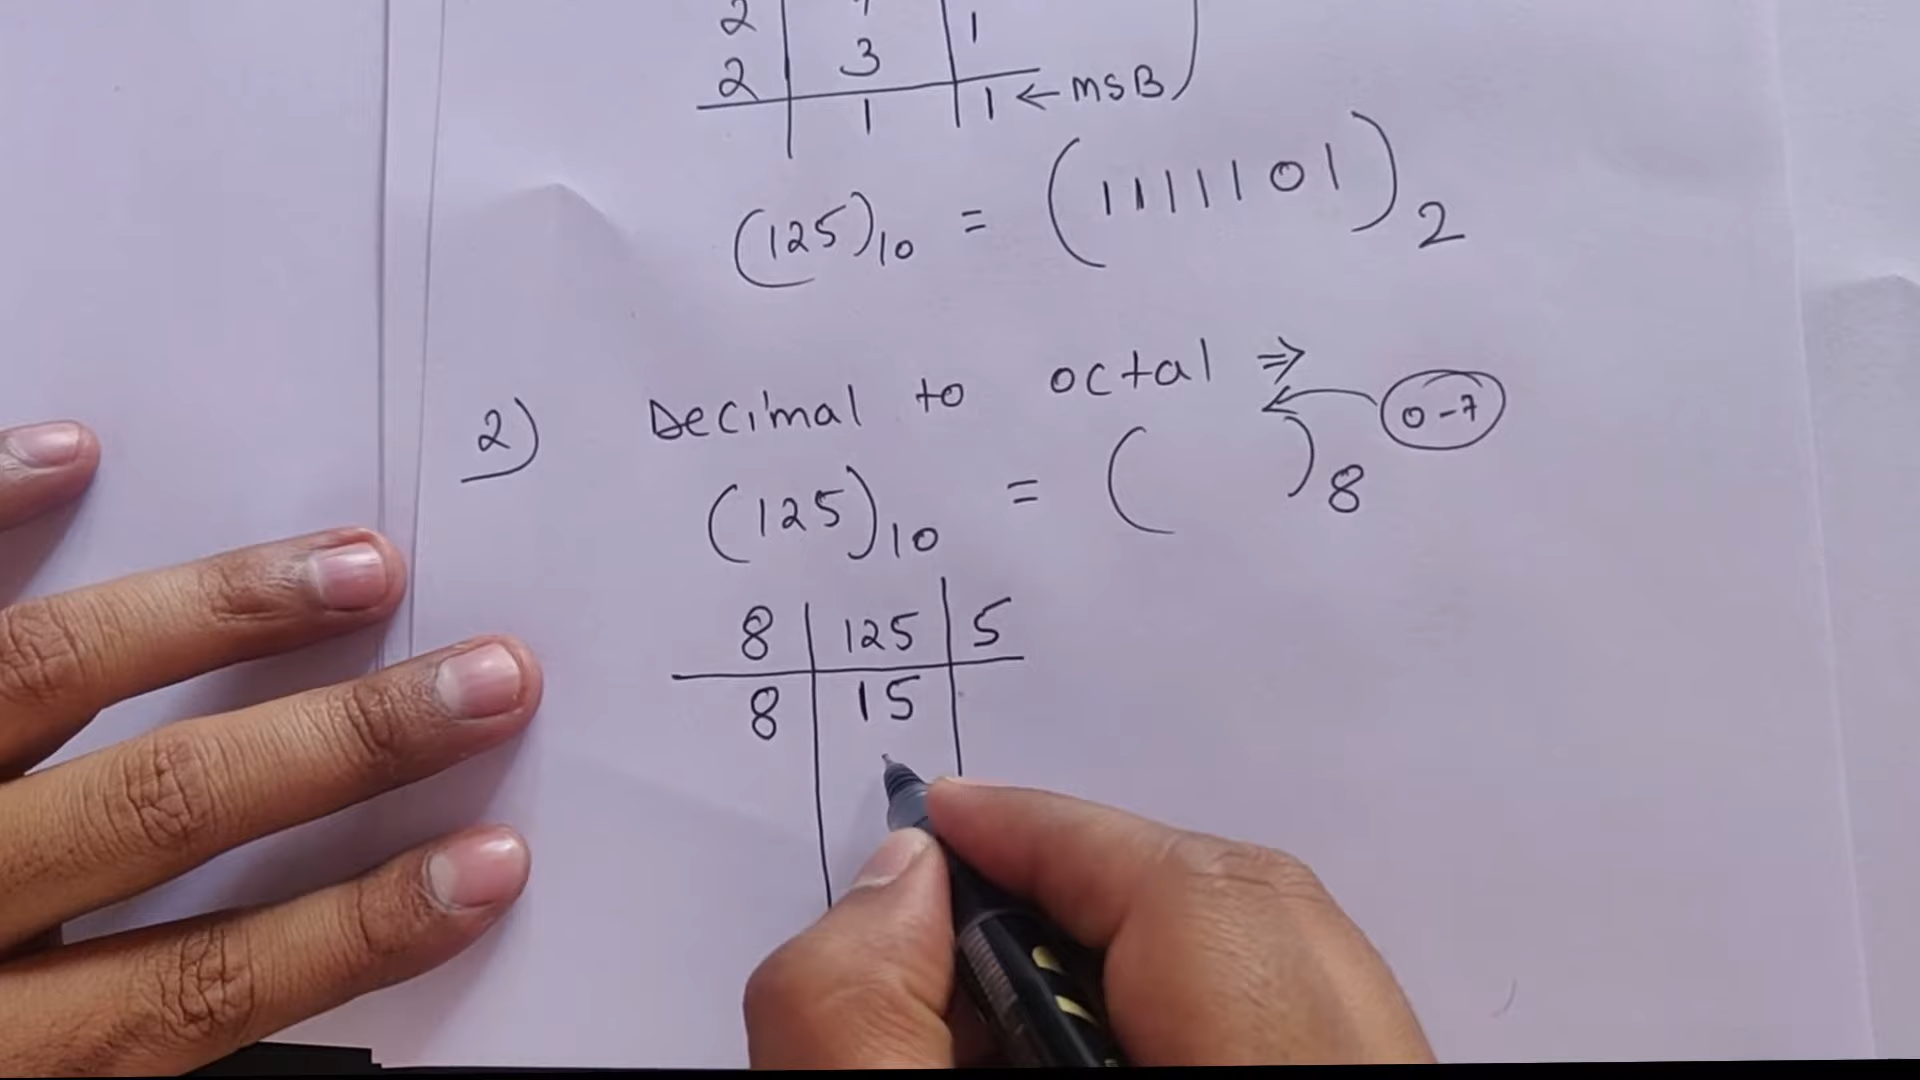 2 1
2 3
1 1 ← MSB
(125)10 = (1111101)2
2) Decimal to octal ⇒
0-7
(125)10 = ( )8
8 125 5
8 15